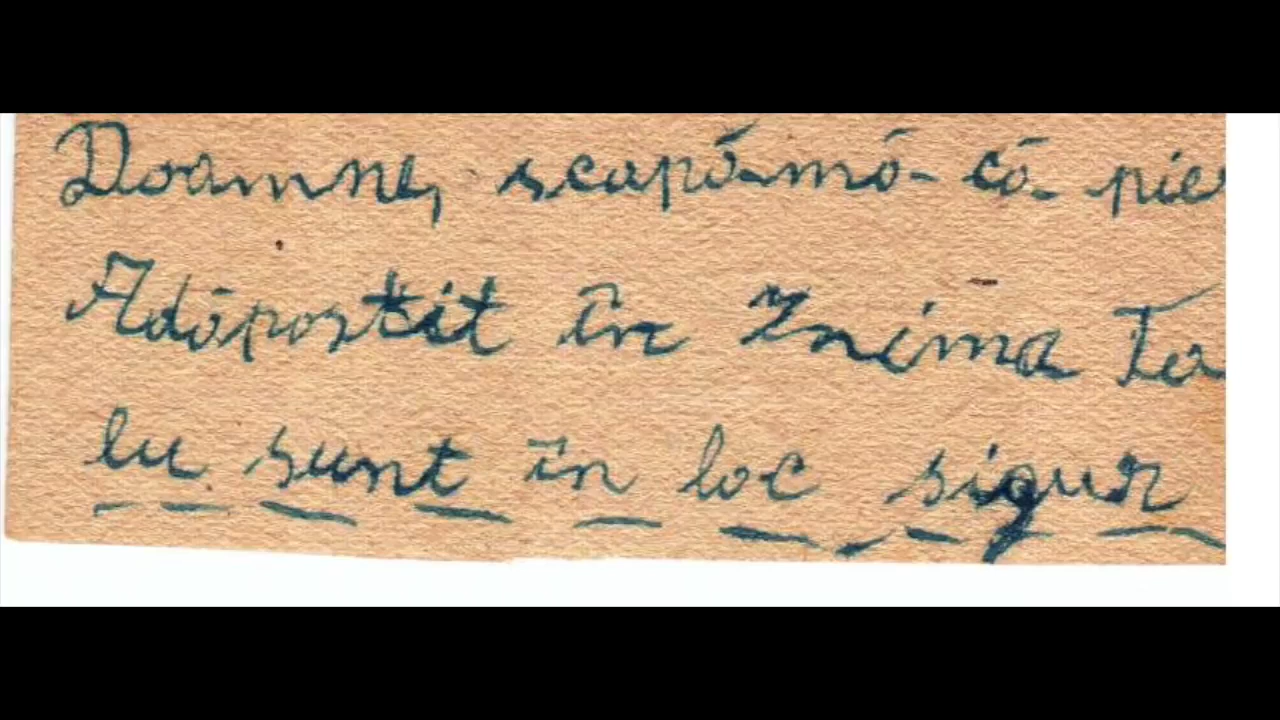 Doamne, scapă-mă- că- pie
Adăpostit în Inima Ta
Eu sunt în loc sigur